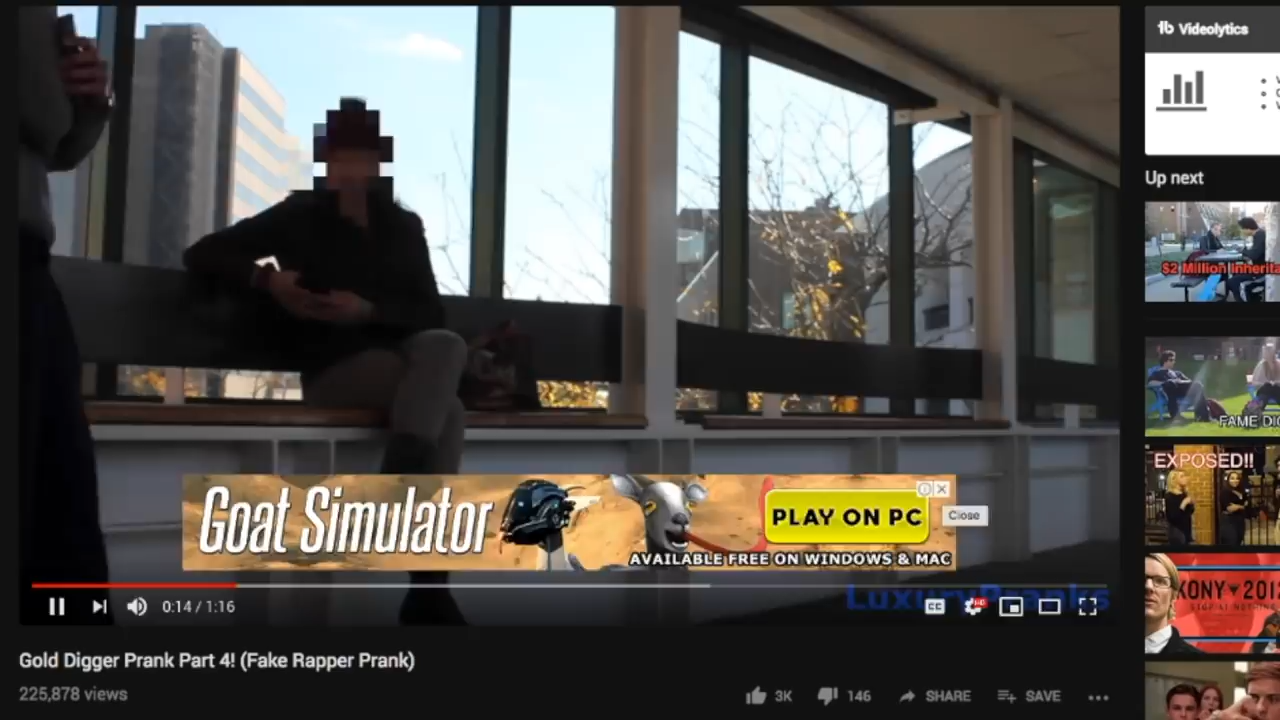 Videolytics
Up next
$2 Million
FAME
EXPOSED!!
KONY 2012
Goat Simulator
PLAY ON PC
Close
AVAILABLE FREE ON WINDOWS & MAC
LuxuryPranks
0:14 / 1:16
CC
HD
Gold Digger Prank Part 4! (Fake Rapper Prank)
225,878 views
3K
146
SHARE
SAVE